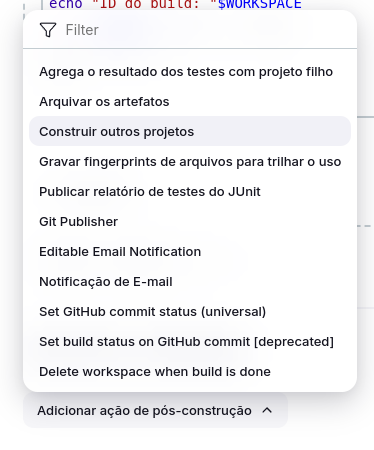 echo "ID do build: "$WORKSPACE
Filter
Agrega o resultado dos testes com projeto filho
Arquivar os artefatos
Construir outros projetos
Gravar fingerprints de arquivos para trilhar o uso
Publicar relatório de testes do JUnit
Git Publisher
Editable Email Notification
Notificação de E-mail
Set GitHub commit status (universal)
Set build status on GitHub commit [deprecated]
Delete workspace when build is done
Adicionar ação de pós-construção